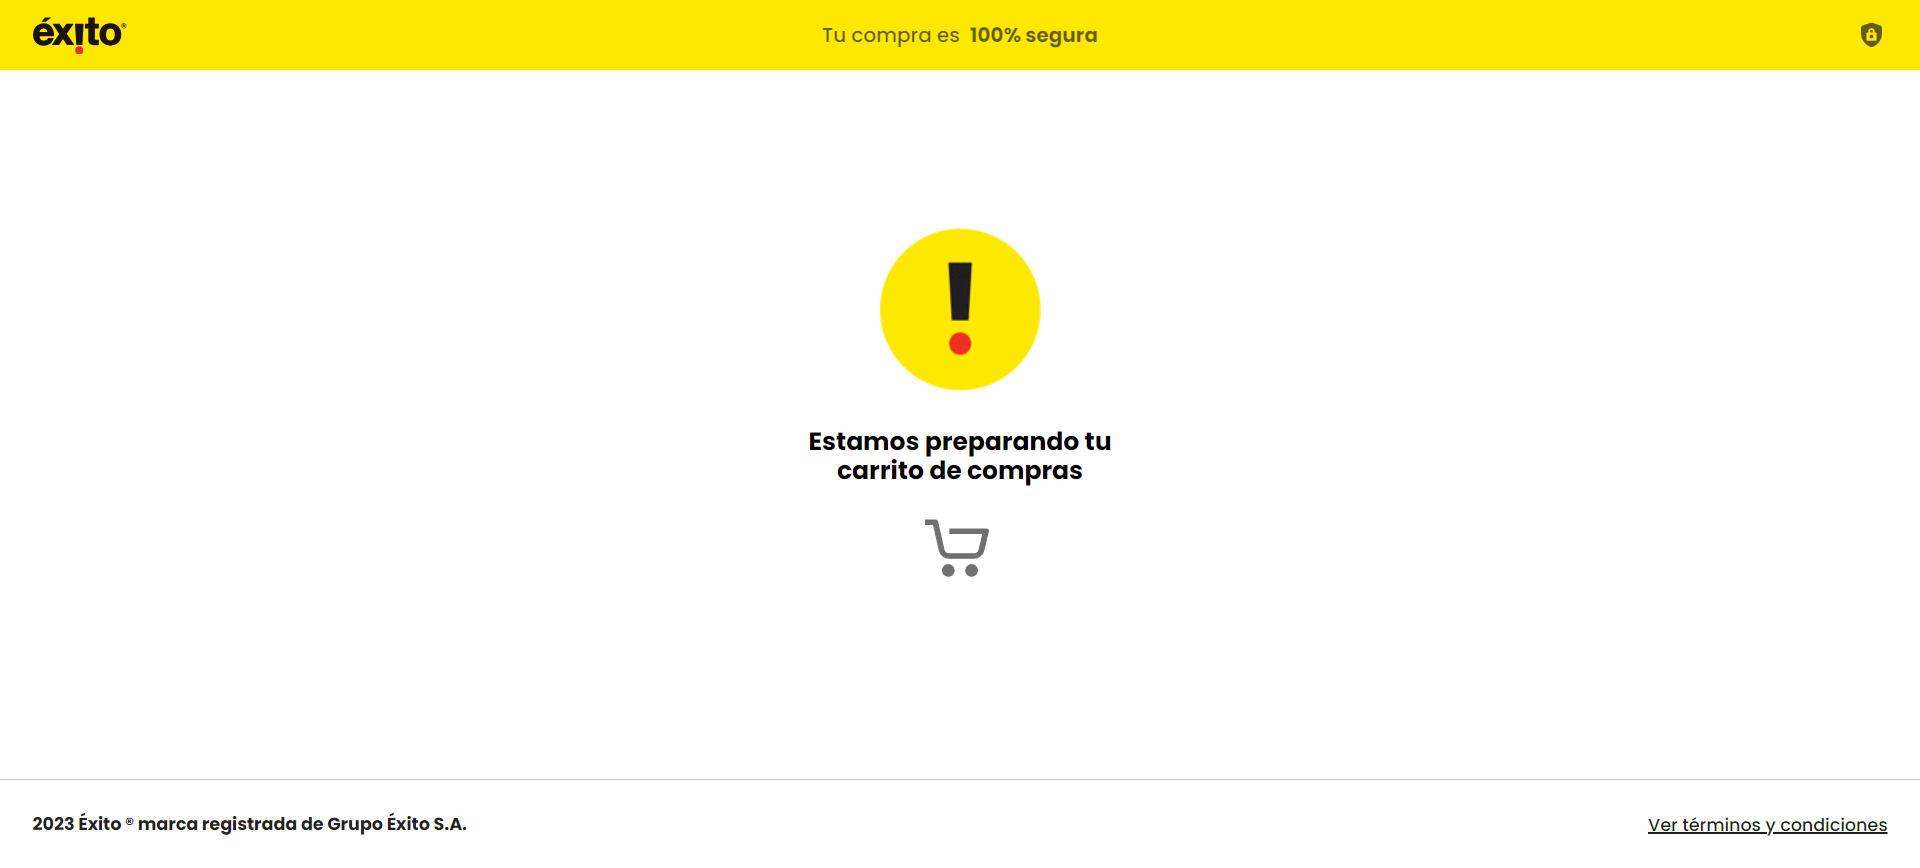 éxito®
Tu compra es 100% segura
!
Estamos preparando tu
carrito de compras
2023 Éxito ® marca registrada de Grupo Éxito S.A.
Ver términos y condiciones